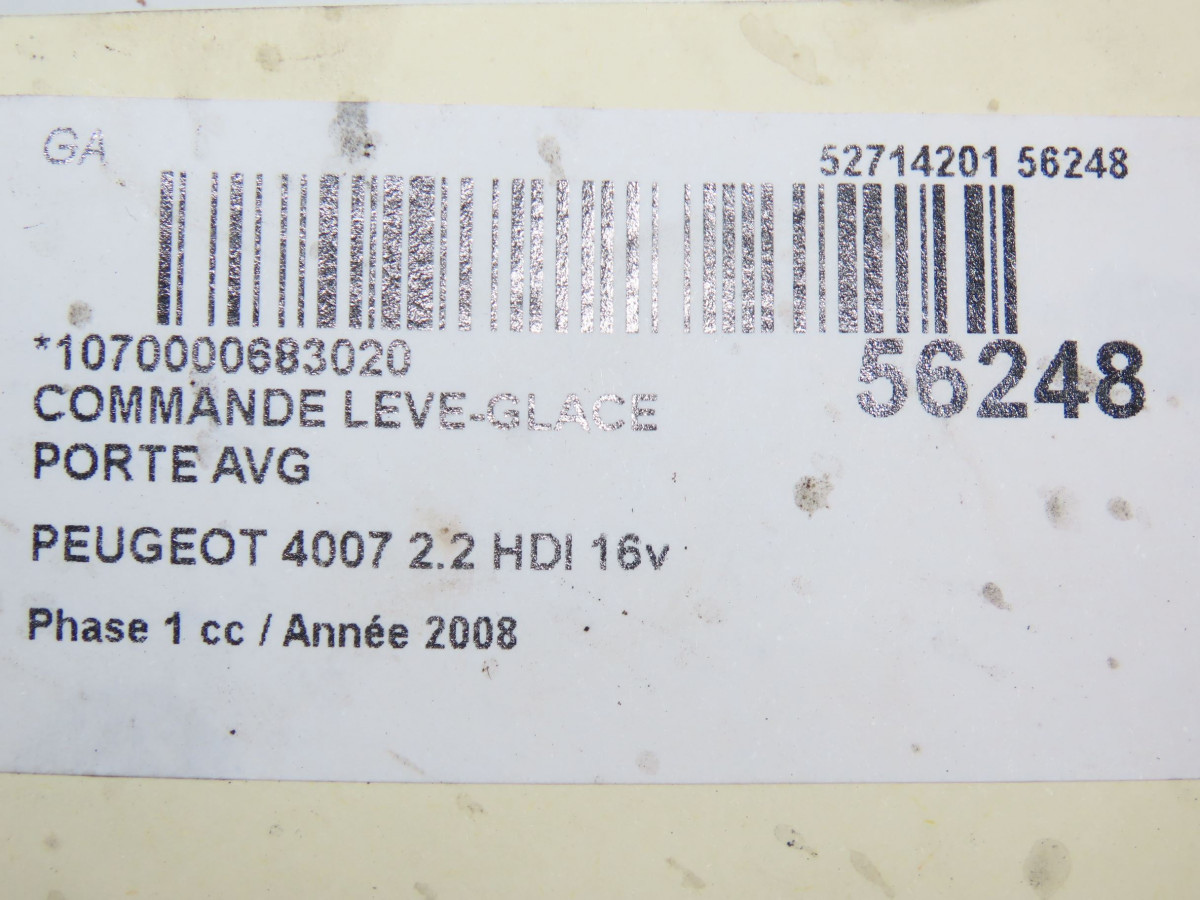 GA
52714201 56248
*1070000683020
56248
COMMANDE LEVE-GLACE
PORTE AVG
PEUGEOT 4007 2.2 HDI 16v
Phase 1 cc / Année 2008